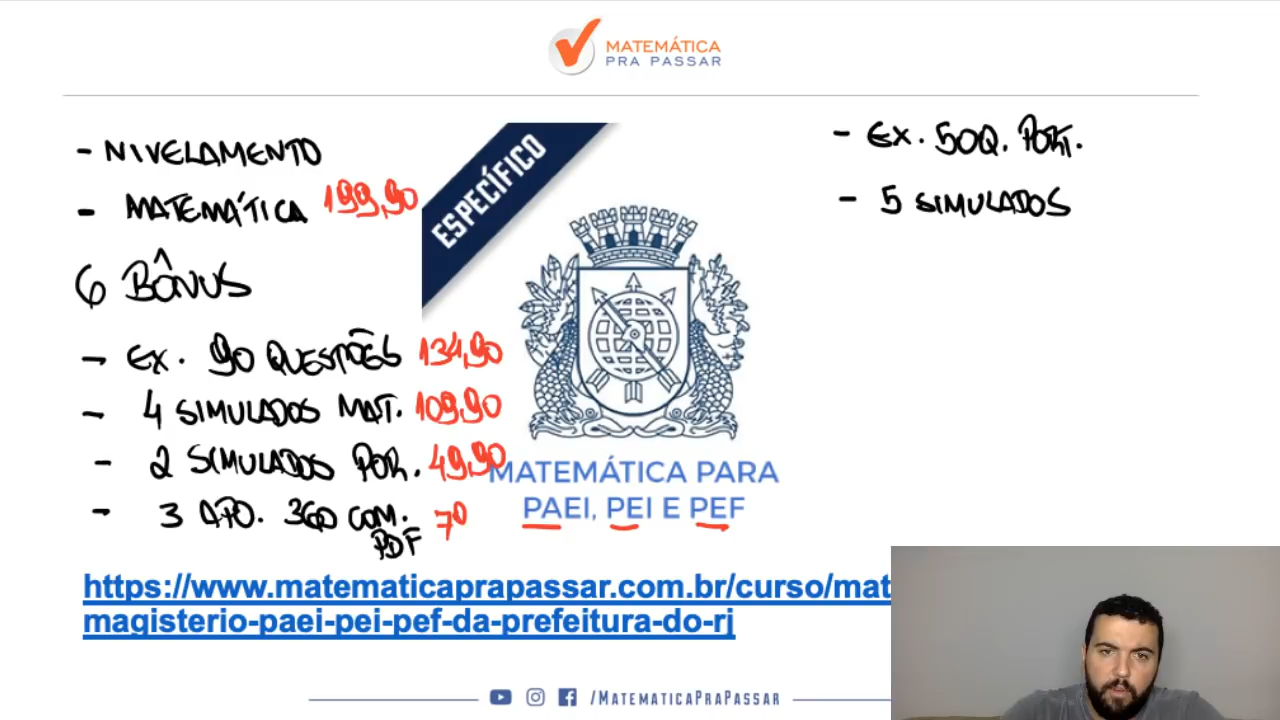 MATEMÁTICA
PRA PASSAR
- NIVELAMENTO
- MATEMÁTICA 199,90
6 BÔNUS
- EX. 90 QUESTÕES 134,90
- 4 SIMULADOS MAT. 109,90
- 2 SIMULADOS POR. 49,90
- 3 APO. 360 COM.
PDF
ESPECÍFICO
MATEMÁTICA PARA
PAEI, PEI E PEF
- EX. 50Q. PORT.
- 5 SIMULADOS
https://www.matematicaprapassar.com.br/curso/mat
magisterio-paei-pei-pef-da-prefeitura-do-rj
/MATEMATICAPRAPASSAR